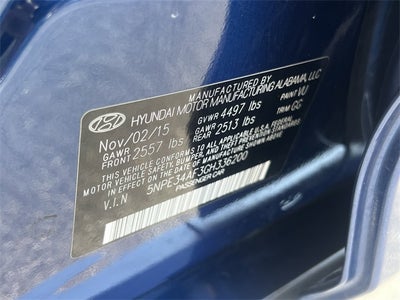 MANUFACTURED BY
HYUNDAI MOTOR MANUFACTURING ALABAMA, LLC
Nov/02/15 GVWR 4497 lbs PAINT VU
GAWR FRONT 2557 lbs GAWR REAR 2513 lbs TRIM GG
THIS VEHICLE CONFORMS TO ALL APPLICABLE U.S.A. FEDERAL
MOTOR VEHICLE SAFETY, BUMPER, AND THEFT-PREVENTION-STANDARDS
IN EFFECT ON THE DATE OF MANUFACTURE SHOWN ABOVE.
V.I.N 5NPE34AF3GH336200
PASSENGER CAR